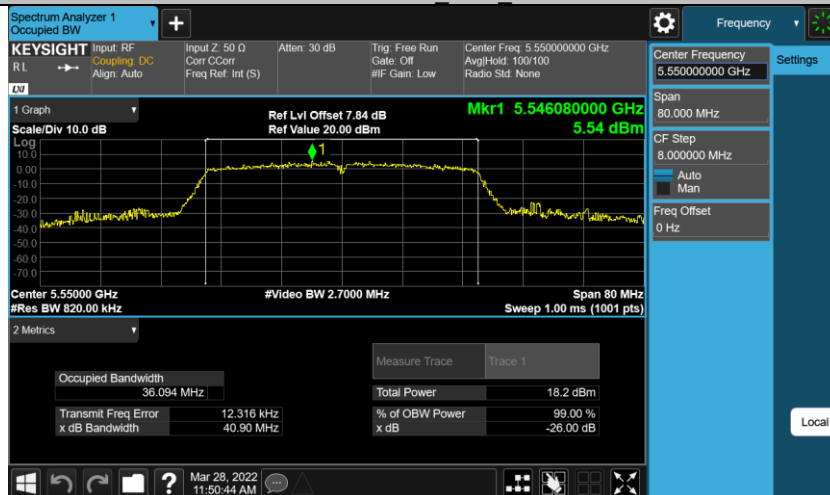 Spectrum Analyzer 1
Occupied BW
+
Frequency
KEYSIGHT
RL
LXI
Input: RF
Coupling: DC
Align: Auto
Input Z: 50 Ω
Corr CCorr
Freq Ref: Int (S)
Atten: 30 dB
Trig: Free Run
Gate: Off
#IF Gain: Low
Center Freq: 5.550000000 GHz
Avg|Hold: 100/100
Radio Std: None
Center Frequency
5.550000000 GHz
Settings
Span
80.000 MHz
CF Step
8.000000 MHz
Auto
Man
Freq Offset
0 Hz
Local
1 Graph
Scale/Div 10.0 dB
Ref Lvl Offset 7.84 dB
Ref Value 20.00 dBm
Mkr1 5.546080000 GHz
5.54 dBm
Log
10.0
0.00
-10.0
-20.0
-30.0
-40.0
-50.0
-60.0
-70.0
1
Center 5.55000 GHz
#Res BW 820.00 kHz
#Video BW 2.7000 MHz
Span 80 MHz
Sweep 1.00 ms (1001 pts)
2 Metrics
Measure Trace
Trace 1
Occupied Bandwidth
36.094 MHz
Total Power
18.2 dBm
Transmit Freq Error
12.316 kHz
% of OBW Power
99.00 %
x dB Bandwidth
40.90 MHz
x dB
-26.00 dB
?
Mar 28, 2022
11:50:44 AM